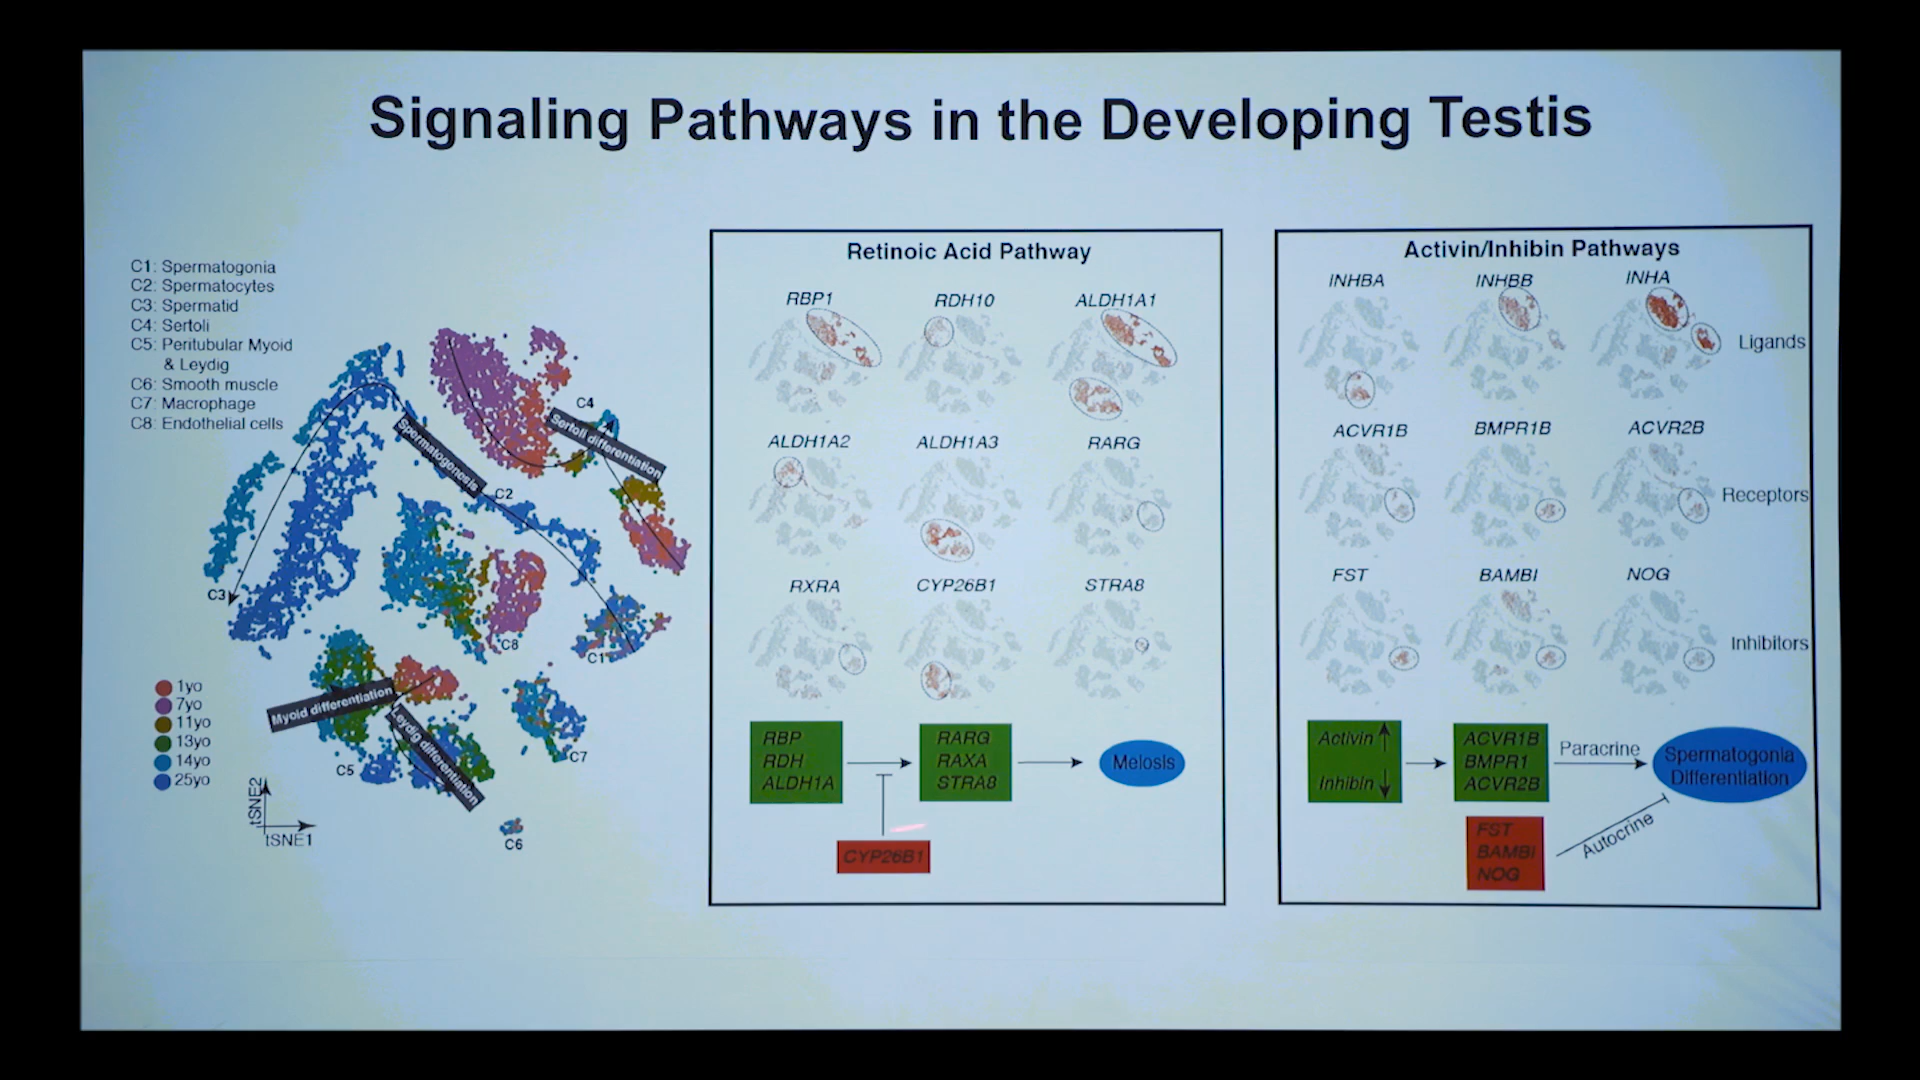 Signaling Pathways in the Developing Testis
C1: Spermatogonia
C2: Spermatocytes
C3: Spermatid
C4: Sertoli
C5: Peritubular Myoid
& Leydig
C6: Smooth muscle
C7: Macrophage
C8: Endothelial cells
C4
Sertoli differentiation
Spermatogenesis
C2
C3
C8
C1
Myoid differentiation
Leydig differentiation
C5
C7
C6
1yo
7yo
11yo
13yo
14yo
25yo
tSNE2
tSNE1
Retinoic Acid Pathway
RBP1 RDH10 ALDH1A1
ALDH1A2 ALDH1A3 RARG
RXRA CYP26B1 STRA8
RBP
RDH
ALDH1A
RARG
RAXA
STRA8
Meiosis
CYP26B1
Activin/Inhibin Pathways
INHBA INHBB INHA
Ligands
ACVR1B BMPR1B ACVR2B
Receptors
FST BAMBI NOG
Inhibitors
Activin
Inhibin
ACVR1B
BMPR1
ACVR2B
Paracrine
Spermatogonia
Differentiation
FST
BAMBI
NOG
Autocrine